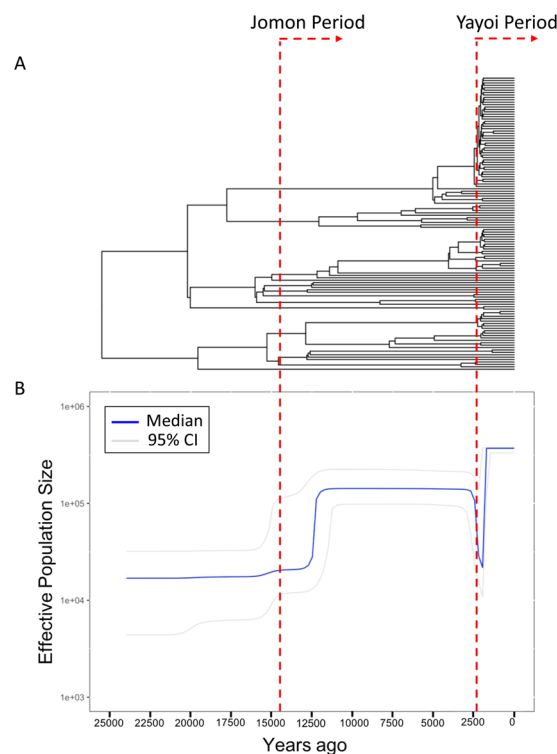 Jomon Period Yayoi Period
A
B
1e+06
Median
95% CI
1e+05
Effective Population Size
1e+04
1e+03
25000 22500 20000 17500 15000 12500 10000 7500 5000 2500 0
Years ago